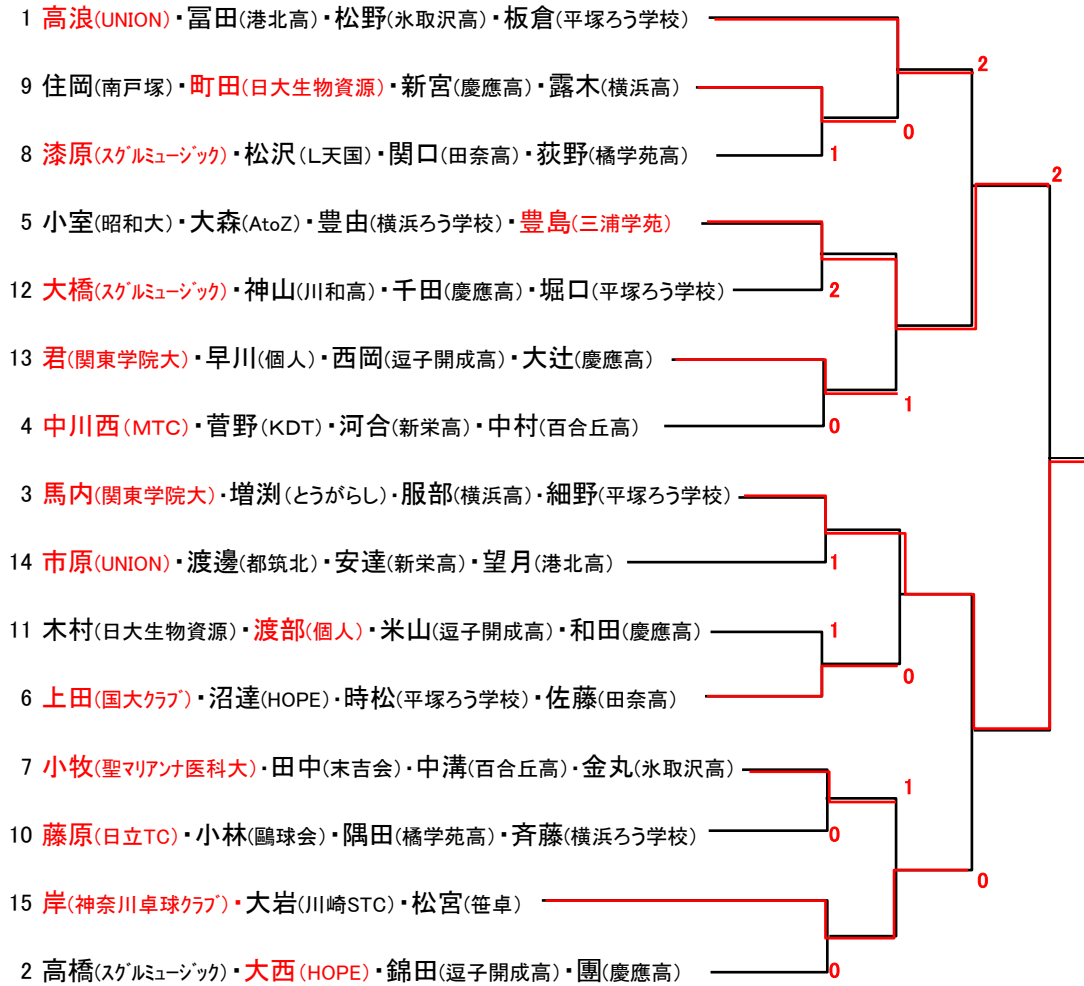 1 高浪(UNION)・冨田(港北高)・松野(氷取沢高)・板倉(平塚ろう学校)
2
9 住岡(南戸塚)・町田(日大生物資源)・新宮(慶應高)・露木(横浜高)
0
8 漆原(スグルミュージック)・松沢(L天国)・関口(田奈高)・荻野(橘学苑高)
1
2
5 小室(昭和大)・大森(AtoZ)・豊由(横浜ろう学校)・豊島(三浦学苑)
12 大橋(スグルミュージック)・神山(川和高)・千田(慶應高)・堀口(平塚ろう学校)
2
13 君(関東学院大)・早川(個人)・西岡(逗子開成高)・大辻(慶應高)
1
4 中川西(MTC)・菅野(KDT)・河合(新栄高)・中村(百合丘高)
0
3 馬内(関東学院大)・増渕(とうがらし)・服部(横浜高)・細野(平塚ろう学校)
14 市原(UNION)・渡邊(都筑北)・安達(新栄高)・望月(港北高)
1
11 木村(日大生物資源)・渡部(個人)・米山(逗子開成高)・和田(慶應高)
1
0
6 上田(国大クラブ)・沼達(HOPE)・時松(平塚ろう学校)・佐藤(田奈高)
7 小牧(聖マリアンナ医科大)・田中(末吉会)・中溝(百合丘高)・金丸(氷取沢高)
1
10 藤原(日立TC)・小林(鷗球会)・隅田(橘学苑高)・斉藤(横浜ろう学校)
0
0
15 岸(神奈川卓球クラブ)・大岩(川崎STC)・松宮(笹卓)
2 高橋(スグルミュージック)・大西(HOPE)・錦田(逗子開成高)・團(慶應高)
0